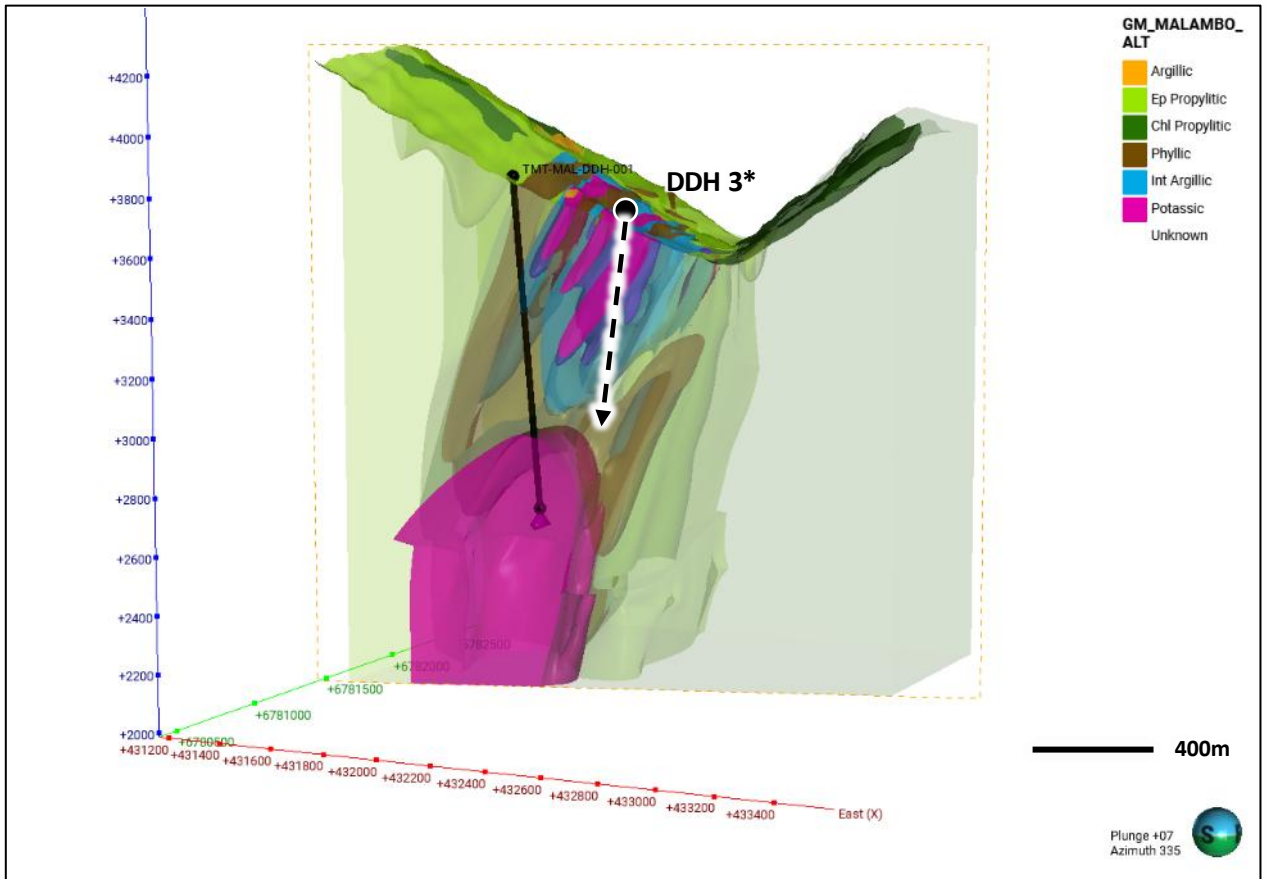 GM_MALAMBO_
ALT
Argillic
Ep Propylitic
Chl Propylitic
Phyllic
Int Argillic
Potassic
Unknown
+4200
+4000
+3800
+3600
+3400
+3200
+3000
+2800
+2600
+2400
+2200
+2000
TMT-MAL-DDH-001
DDH 3*
6782500
+6782000
+6781500
+6781000
+6780500
+431200
+431400
+431600
+431800
+432000
+432200
+432400
+432600
+432800
+433000
+433200
+433400
East (X)
400m
Plunge +07
Azimuth 335
S